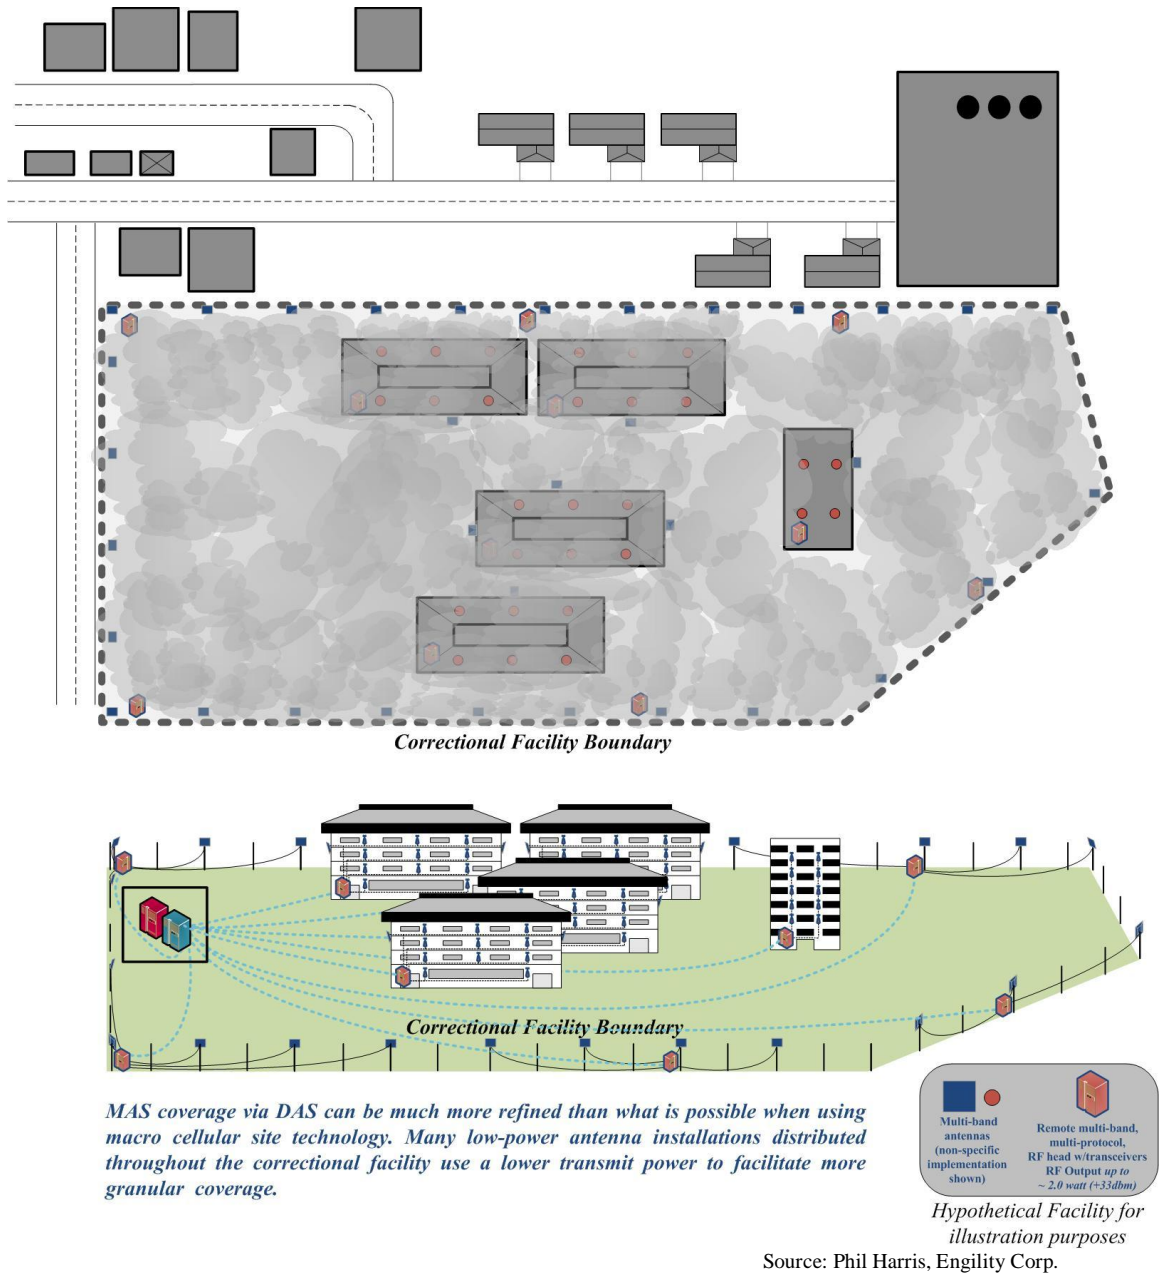 Correctional Facility Boundary
Correctional Facility Boundary
MAS coverage via DAS can be much more refined than what is possible when using
macro cellular site technology. Many low-power antenna installations distributed
throughout the correctional facility use a lower transmit power to facilitate more
granular coverage.
Multi-band
antennas
(non-specific
implementation
shown)
Remote multi-band,
multi-protocol,
RF head w/transceivers
RF Output up to
~ 2.0 watt (+33dbm)
Hypothetical Facility for
illustration purposes
Source: Phil Harris, Engility Corp.